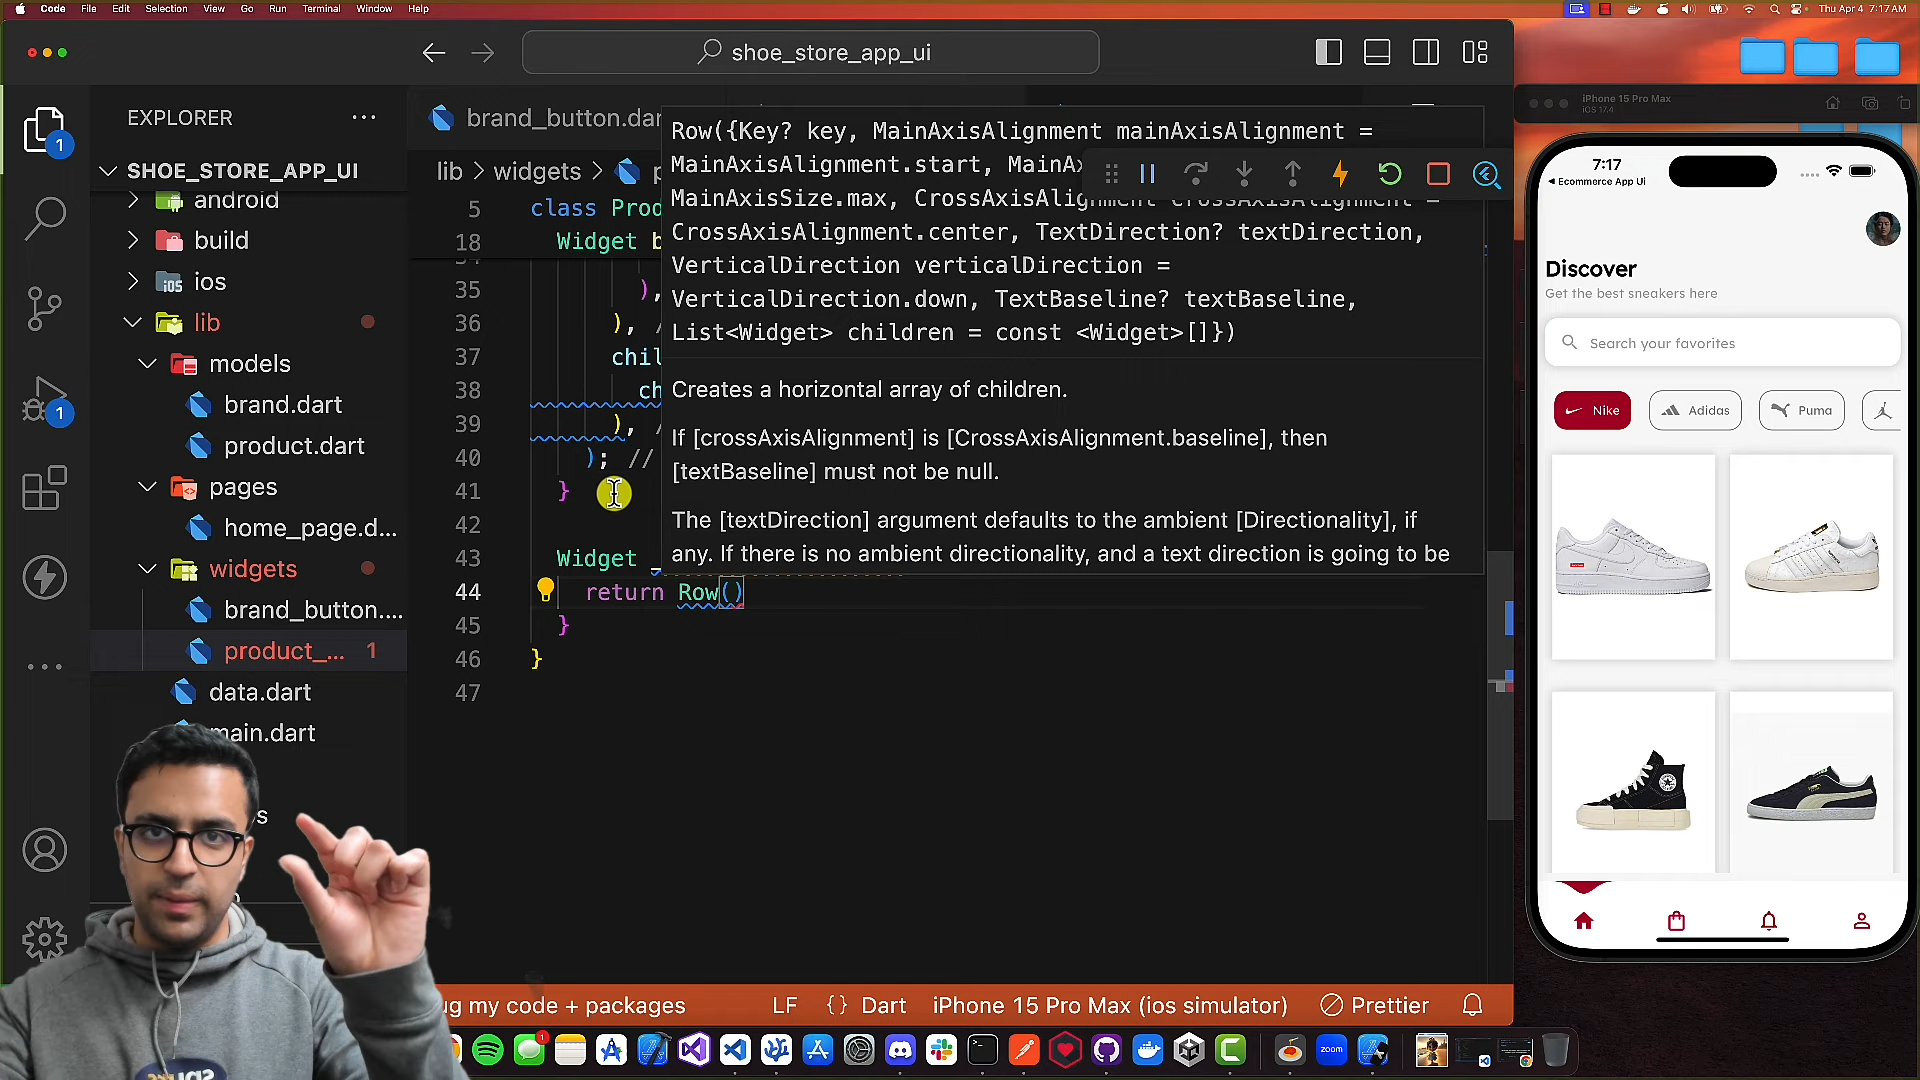 Code File Edit Selection View Go Run Terminal Window Help
Thu Apr 4 7:17 AM
shoe_store_app_ui
EXPLORER
SHOE_STORE_APP_UI
android
build
ios
lib
models
brand.dart
product.dart
pages
home_page.d...
widgets
brand_button....
product_... 1
data.dart
main.dart
1
1
brand_button.dar
lib > widgets >
Row({Key? key, MainAxisAlignment mainAxisAlignment =
MainAxisAlignment.start,
MainAxisSize.max,
CrossAxisAlignment.center, TextDirection? textDirection,
VerticalDirection verticalDirection =
VerticalDirection.down, TextBaseline? textBaseline,
List<Widget> children = const <Widget>[]})
Creates a horizontal array of children.
If [crossAxisAlignment] is [CrossAxisAlignment.baseline], then
[textBaseline] must not be null.
The [textDirection] argument defaults to the ambient [Directionality], if
any. If there is no ambient directionality, and a text direction is going to be
5 class Prod
18 Widget b
35 ),
36 ), /
37 chil
38 ch
39 ), /
40 ); //
41 }
42
43 Widget _
44 return Row()
45 }
46 }
47
ug my code + packages
LF {} Dart iPhone 15 Pro Max (ios simulator) Prettier
iPhone 15 Pro Max
iOS 17.4
7:17
Ecommerce App Ui
Discover
Get the best sneakers here
Search your favorites
Nike Adidas Puma
zoom